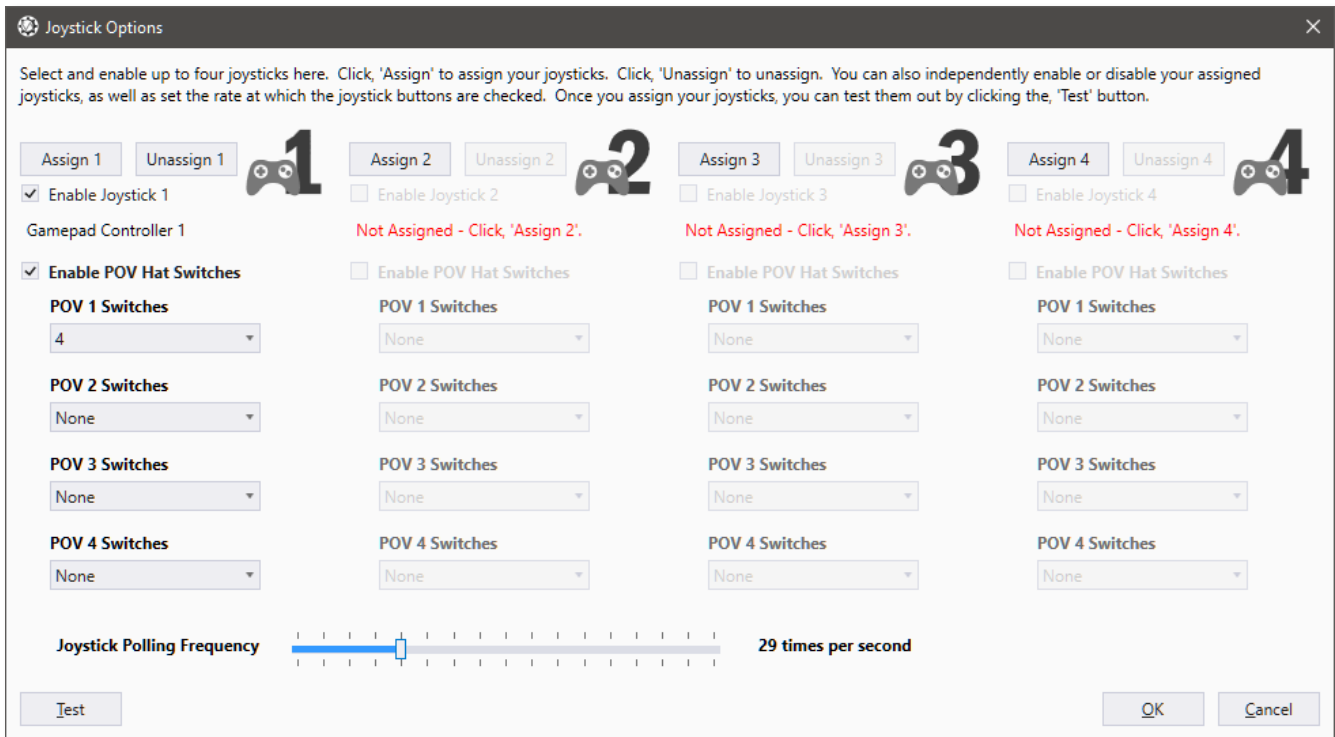 Joystick Options
Select and enable up to four joysticks here.  Click, 'Assign' to assign your joysticks.  Click, 'Unassign' to unassign.  You can also independently enable or disable your assigned
joysticks, as well as set the rate at which the joystick buttons are checked.  Once you assign your joysticks, you can test them out by clicking the, 'Test' button.
Assign 1 Unassign 1 1 Assign 2 Unassign 2 2 Assign 3 Unassign 3 3 Assign 4 Unassign 4 4
Enable Joystick 1 Enable Joystick 2 Enable Joystick 3 Enable Joystick 4
Gamepad Controller 1 Not Assigned - Click, 'Assign 2'. Not Assigned - Click, 'Assign 3'. Not Assigned - Click, 'Assign 4'.
Enable POV Hat Switches Enable POV Hat Switches Enable POV Hat Switches Enable POV Hat Switches
POV 1 Switches POV 1 Switches POV 1 Switches POV 1 Switches
4 None None None
POV 2 Switches POV 2 Switches POV 2 Switches POV 2 Switches
None None None None
POV 3 Switches POV 3 Switches POV 3 Switches POV 3 Switches
None None None None
POV 4 Switches POV 4 Switches POV 4 Switches POV 4 Switches
None None None None
Joystick Polling Frequency 29 times per second
Test OK Cancel